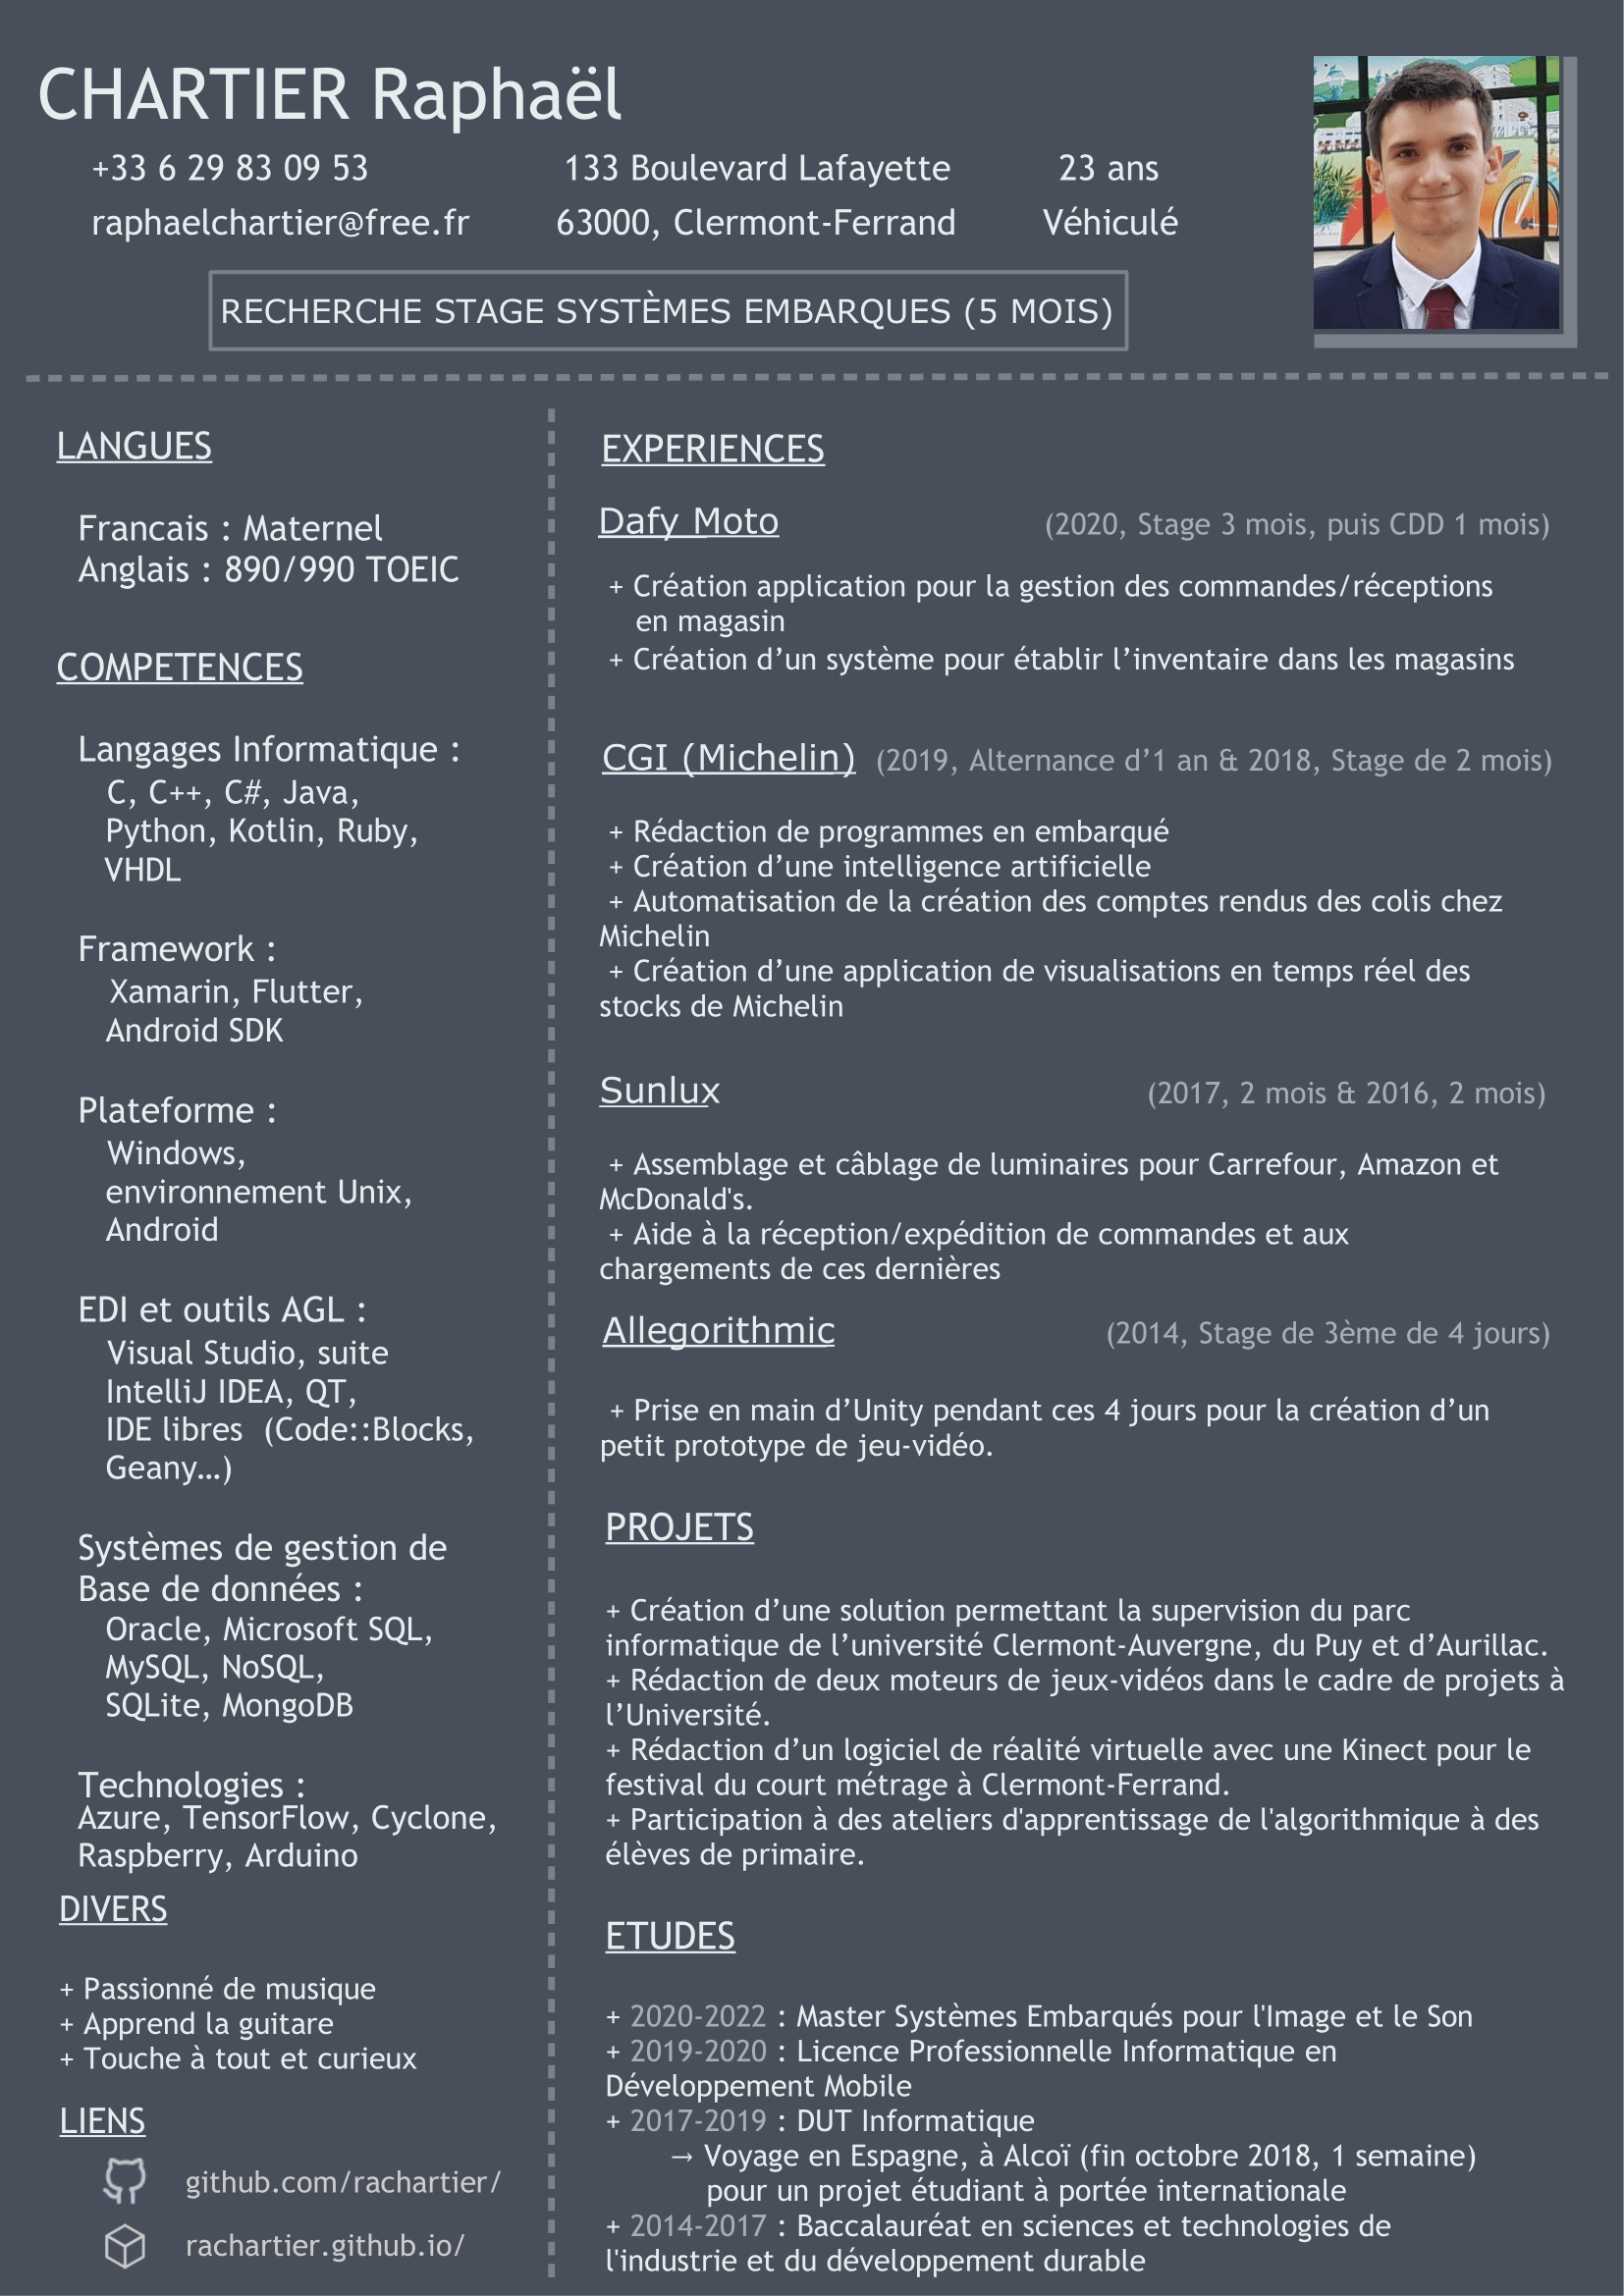 CHARTIER Raphaël
+33 6 29 83 09 53
raphaelchartier@free.fr
133 Boulevard Lafayette
63000, Clermont-Ferrand
23 ans
Véhiculé
RECHERCHE STAGE SYSTÈMES EMBARQUES (5 MOIS)
LANGUES
Francais : Maternel
Anglais : 890/990 TOEIC
COMPETENCES
Langages Informatique :
C, C++, C#, Java,
Python, Kotlin, Ruby,
VHDL
Framework :
Xamarin, Flutter,
Android SDK
Plateforme :
Windows,
environnement Unix,
Android
EDI et outils AGL :
Visual Studio, suite
IntelliJ IDEA, QT,
IDE libres (Code::Blocks,
Geany…)
Systèmes de gestion de
Base de données :
Oracle, Microsoft SQL,
MySQL, NoSQL,
SQLite, MongoDB
Technologies :
Azure, TensorFlow, Cyclone,
Raspberry, Arduino
DIVERS
+ Passionné de musique
+ Apprend la guitare
+ Touche à tout et curieux
LIENS
github.com/rachartier/
rachartier.github.io/
EXPERIENCES
Dafy Moto (2020, Stage 3 mois, puis CDD 1 mois)
+ Création application pour la gestion des commandes/réceptions
en magasin
+ Création d’un système pour établir l’inventaire dans les magasins
CGI (Michelin) (2019, Alternance d’1 an & 2018, Stage de 2 mois)
+ Rédaction de programmes en embarqué
+ Création d’une intelligence artificielle
+ Automatisation de la création des comptes rendus des colis chez
Michelin
+ Création d’une application de visualisations en temps réel des
stocks de Michelin
Sunlux (2017, 2 mois & 2016, 2 mois)
+ Assemblage et câblage de luminaires pour Carrefour, Amazon et
McDonald's.
+ Aide à la réception/expédition de commandes et aux
chargements de ces dernières
Allegorithmic (2014, Stage de 3ème de 4 jours)
+ Prise en main d’Unity pendant ces 4 jours pour la création d’un
petit prototype de jeu-vidéo.
PROJETS
+ Création d’une solution permettant la supervision du parc
informatique de l’université Clermont-Auvergne, du Puy et d’Aurillac.
+ Rédaction de deux moteurs de jeux-vidéos dans le cadre de projets à
l’Université.
+ Rédaction d’un logiciel de réalité virtuelle avec une Kinect pour le
festival du court métrage à Clermont-Ferrand.
+ Participation à des ateliers d'apprentissage de l'algorithmique à des
élèves de primaire.
ETUDES
+ 2020-2022 : Master Systèmes Embarqués pour l'Image et le Son
+ 2019-2020 : Licence Professionnelle Informatique en
Développement Mobile
+ 2017-2019 : DUT Informatique
→ Voyage en Espagne, à Alcoï (fin octobre 2018, 1 semaine)
pour un projet étudiant à portée internationale
+ 2014-2017 : Baccalauréat en sciences et technologies de
l'industrie et du développement durable